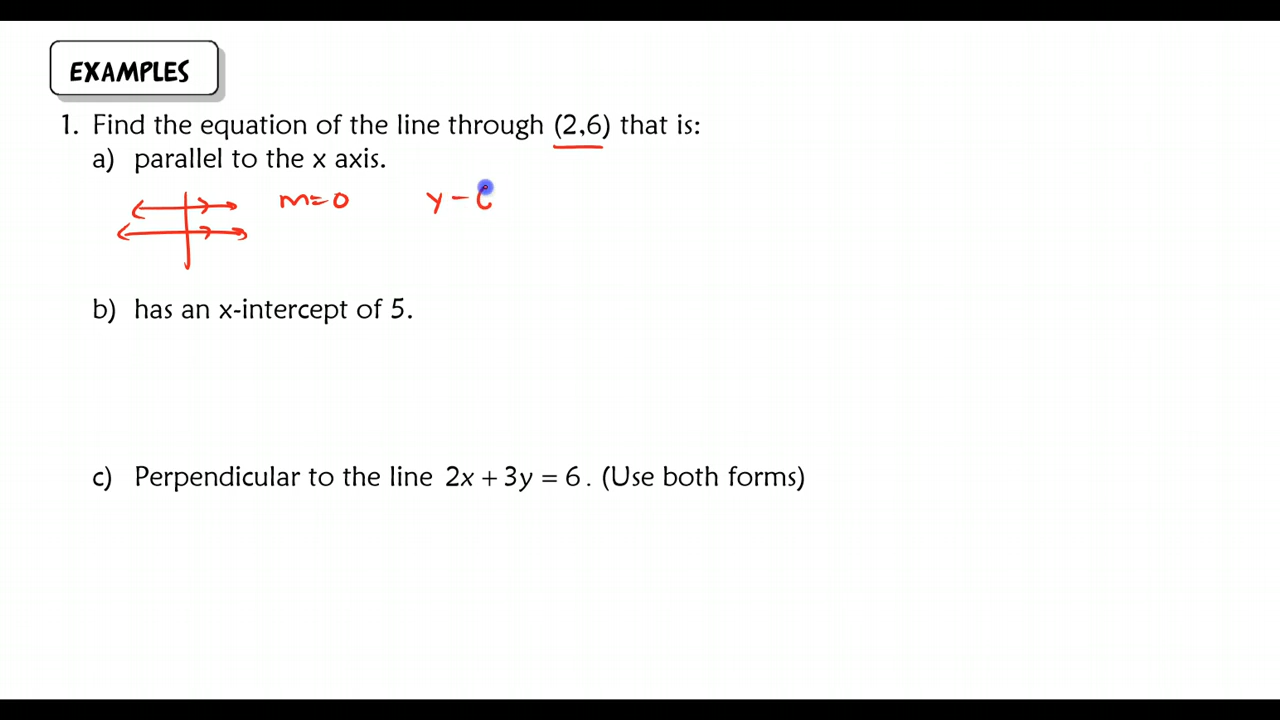 EXAMPLES
1. Find the equation of the line through (2,6) that is:
a) parallel to the x axis.
m=0 y-
b) has an x-intercept of 5.
c) Perpendicular to the line 2x + 3y = 6. (Use both forms)